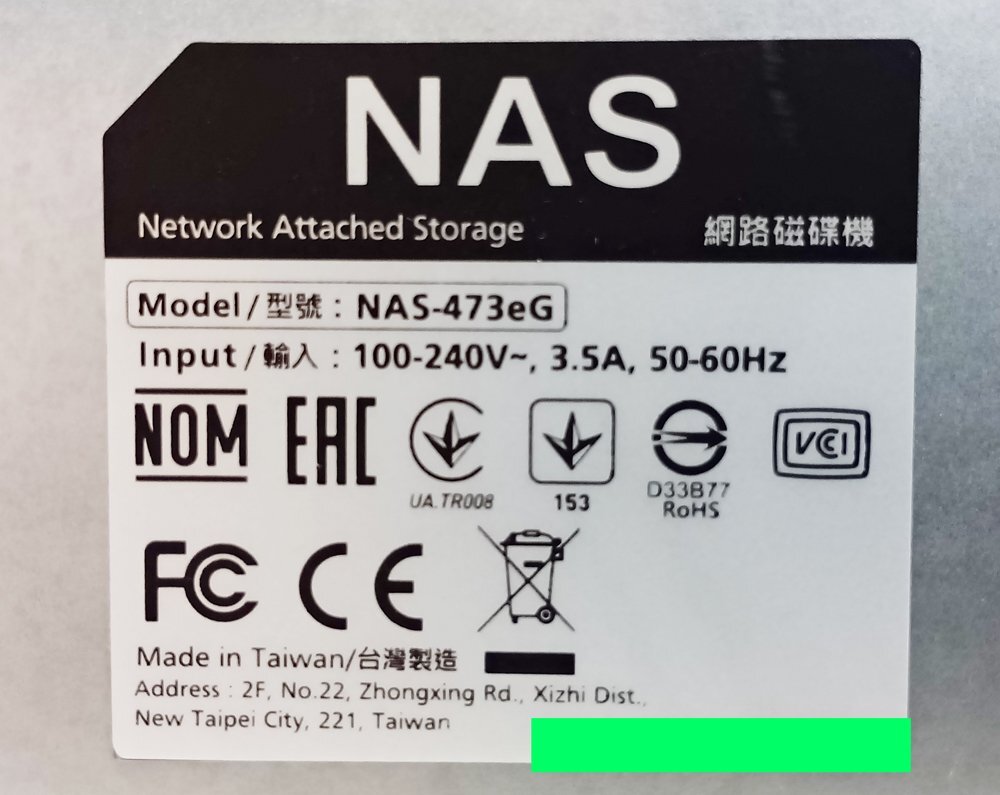 NAS
Network Attached Storage 網路磁碟機
Model / 型號 : NAS-473eG
Input / 輸入 : 100-240V~, 3.5A, 50-60Hz
NOM EAC VCCI
UA.TR008 153 D33B77
RoHS
FC CE
Made in Taiwan/台灣製造
Address : 2F, No.22, Zhongxing Rd., Xizhi Dist.,
New Taipei City, 221, Taiwan